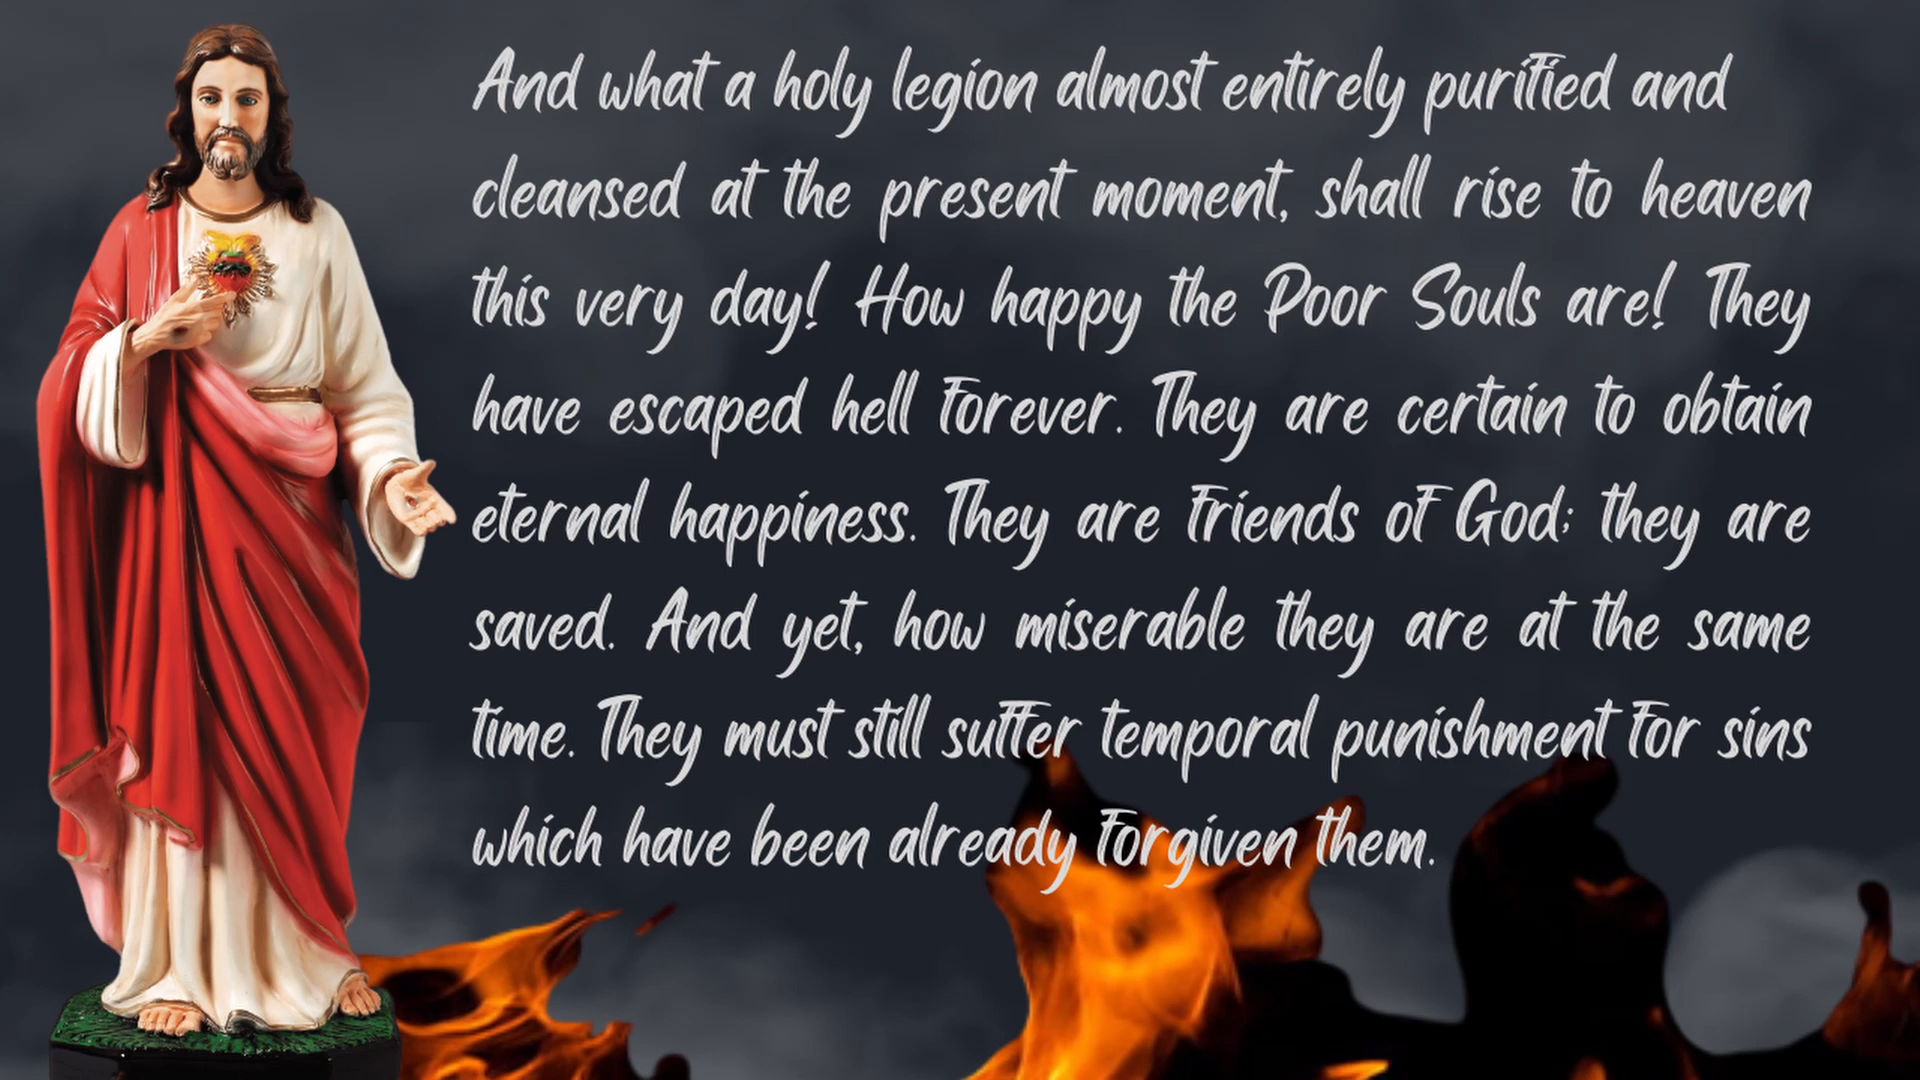 And what a holy legion almost entirely purified and
cleansed at the present moment, shall rise to heaven
this very day! How happy the Poor Souls are! They
have escaped hell forever. They are certain to obtain
eternal happiness. They are friends of God; they are
saved. And yet, how miserable they are at the same
time. They must still suffer temporal punishment for sins
which have been already forgiven them.